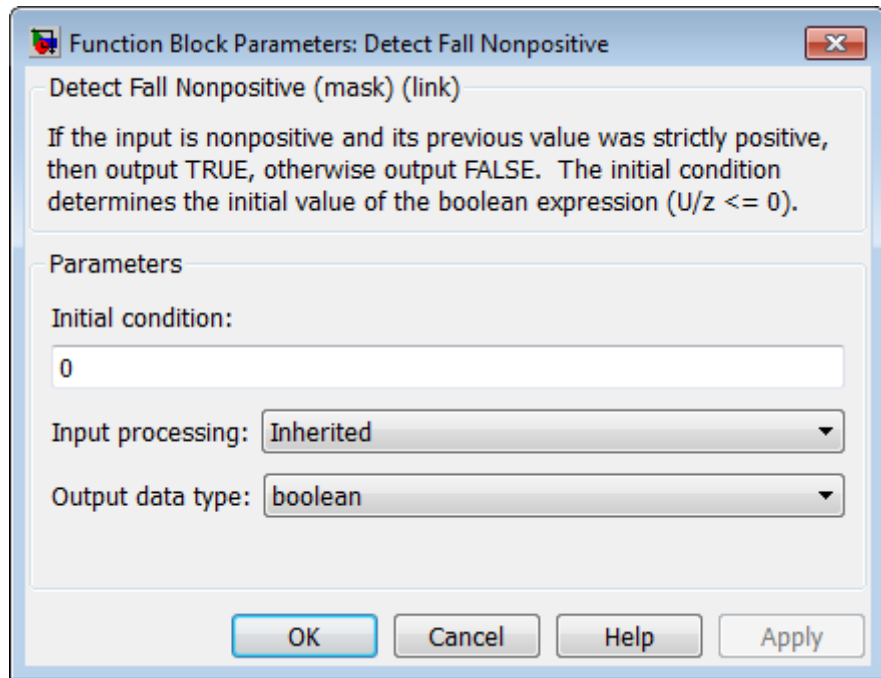 Function Block Parameters: Detect Fall Nonpositive
Detect Fall Nonpositive (mask) (link)
If the input is nonpositive and its previous value was strictly positive,
then output TRUE, otherwise output FALSE.  The initial condition
determines the initial value of the boolean expression (U/z <= 0).
Parameters
Initial condition:
0
Input processing: Inherited
Output data type: boolean
OK Cancel Help Apply